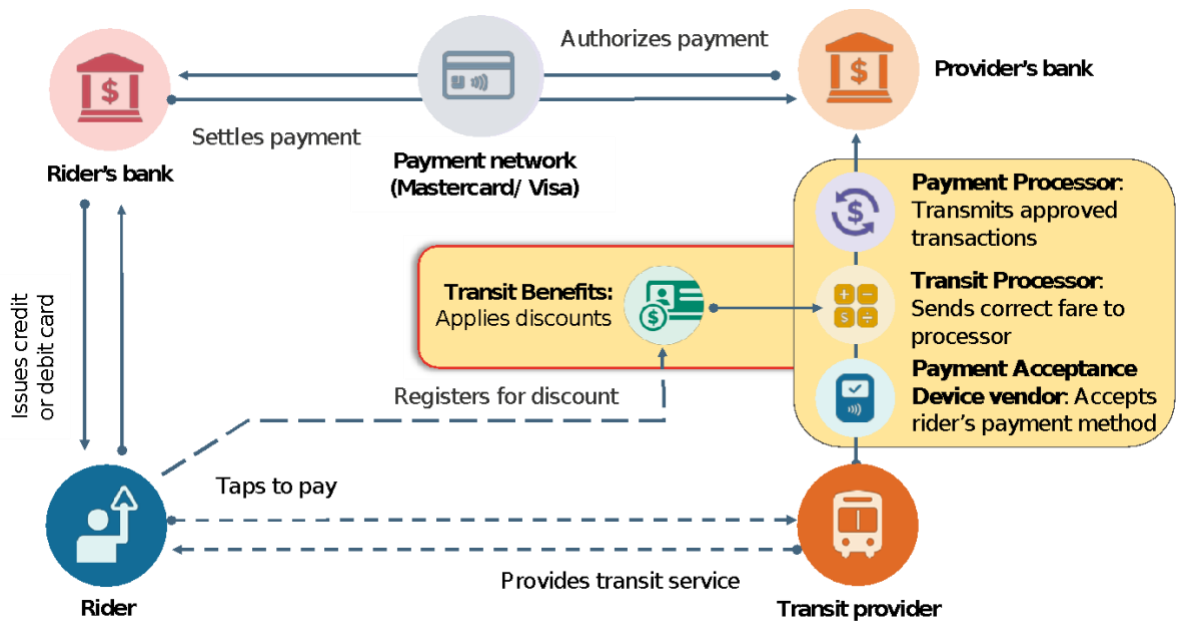 Authorizes payment
Provider's bank
Settles payment
Rider's bank
Payment network
(Mastercard/ Visa)
Payment Processor:
Transmits approved
transactions
Transit Benefits:
Applies discounts
Transit Processor:
Sends correct fare to
processor
Issues credit
or debit card
Registers for discount
Payment Acceptance
Device vendor: Accepts
rider's payment method
Taps to pay
Provides transit service
Rider
Transit provider